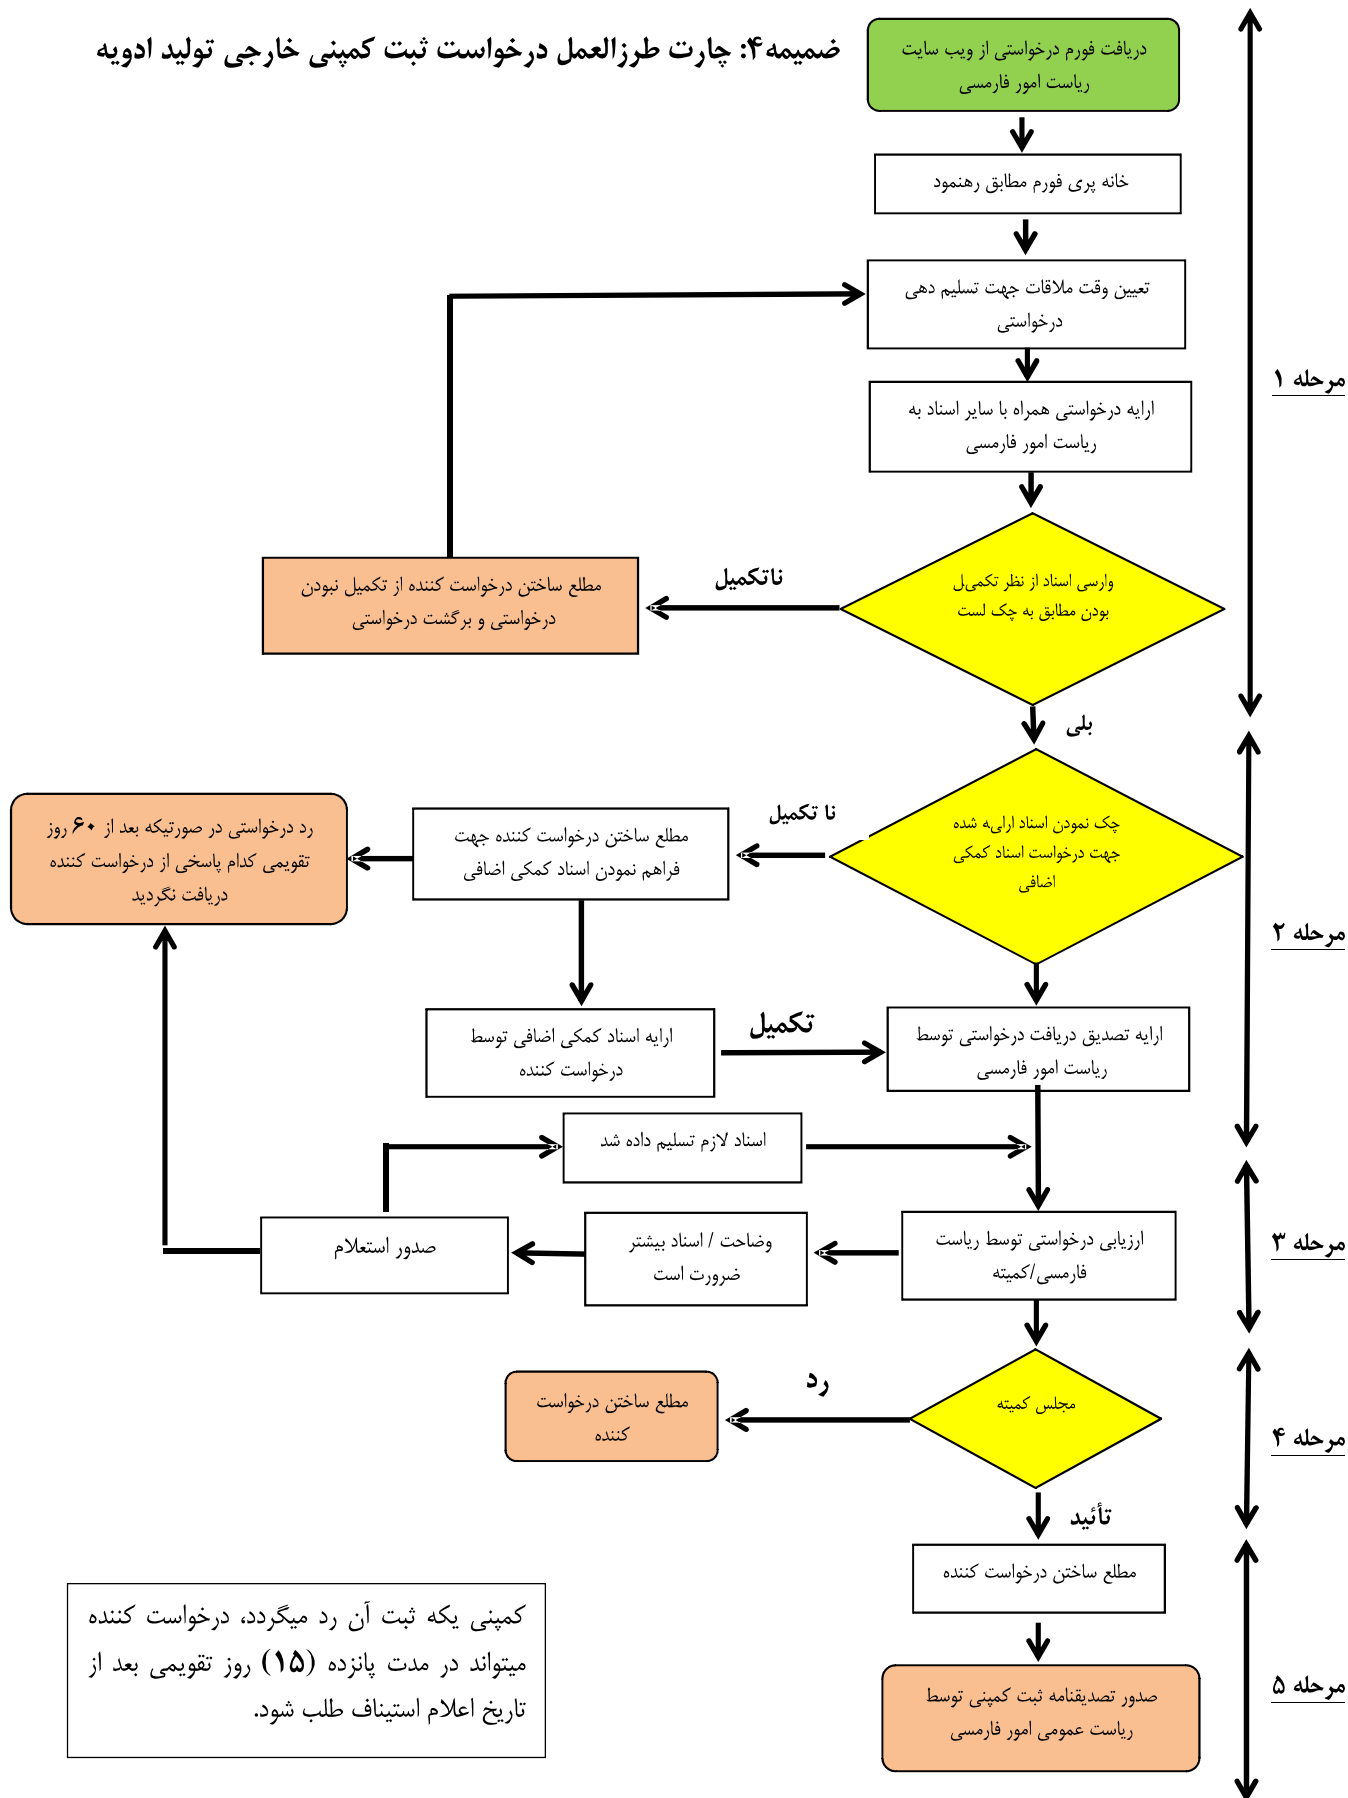 ضمیمه۴: چارت طرزالعمل درخواست ثبت کمپنی خارجی تولید ادویه
دریافت فورم درخواستی از ویب سایت
ریاست امور فارمسی
خانه پری فورم مطابق رهنمود
تعیین وقت ملاقات جهت تسلیم دهی
درخواستی
مرحله ۱
ارایه درخواستی همراه با سایر اسناد به
ریاست امور فارمسی
وارسی اسناد از نظر تکمیل
بودن مطابق به چک لست
ناتکمیل
مطلع ساختن درخواست کننده از تکمیل نبودن
درخواستی و برگشت درخواستی
بلی
چک نمودن اسناد ارایه شده
جهت درخواست اسناد کمکی
اضافی
نا تکمیل
مطلع ساختن درخواست کننده جهت
فراهم نمودن اسناد کمکی اضافی
رد درخواستی در صورتیکه بعد از ۶۰ روز
تقویمی کدام پاسخی از درخواست کننده
دریافت نگردید
مرحله ۲
ارایه تصدیق دریافت درخواستی توسط
ریاست امور فارمسی
تکمیل
ارایه اسناد کمکی اضافی توسط
درخواست کننده
اسناد لازم تسلیم داده شد
مرحله ۳
ارزیابی درخواستی توسط ریاست
فارمسی/کمیته
وضاحت / اسناد بیشتر
ضرورت است
صدور استعلام
مجلس کمیته
رد
مطلع ساختن درخواست
کننده
مرحله ۴
تأئید
مطلع ساختن درخواست کننده
مرحله ۵
صدور تصدیقنامه ثبت کمپنی توسط
ریاست عمومی امور فارمسی
کمپنی یکه ثبت آن رد میگردد، درخواست کننده
میتواند در مدت پانزده (۱۵) روز تقویمی بعد از
تاریخ اعلام استیناف طلب شود.